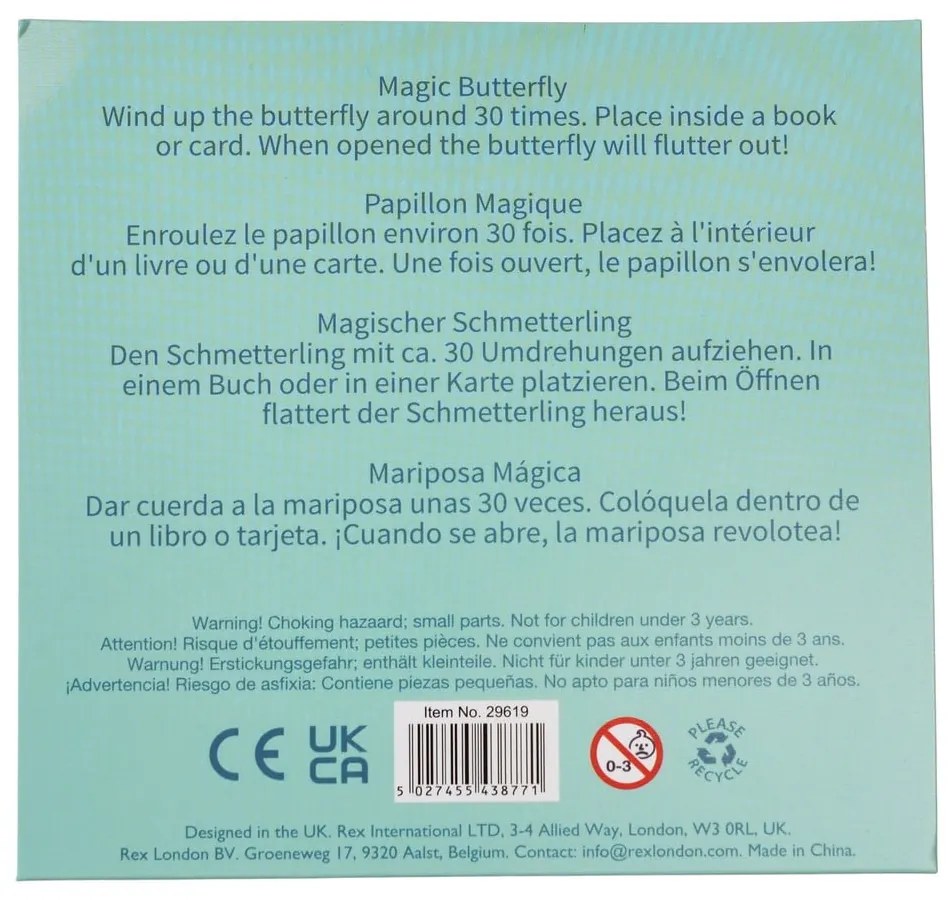 Magic Butterfly
Wind up the butterfly around 30 times. Place inside a book
or card. When opened the butterfly will flutter out!
Papillon Magique
Enroulez le papillon environ 30 fois. Placez à l'intérieur
d'un livre ou d'une carte. Une fois ouvert, le papillon s'envolera!
Magischer Schmetterling
Den Schmetterling mit ca. 30 Umdrehungen aufziehen. In
einem Buch oder in einer Karte platzieren. Beim Öffnen
flattert der Schmetterling heraus!
Mariposa Mágica
Dar cuerda a la mariposa unas 30 veces. Colóquela dentro de
un libro o tarjeta. ¡Cuando se abre, la mariposa revolotea!
Warning! Choking hazaard; small parts. Not for children under 3 years.
Attention! Risque d'étouffement; petites pièces. Ne convient pas aux enfants moins de 3 ans.
Warnung! Erstickungsgefahr; enthält kleinteile. Nicht für kinder unter 3 jahren geeignet.
¡Advertencia! Riesgo de asfixia: Contiene piezas pequeñas. No apto para niños menores de 3 años.
CE
UK
CA
Item No. 29619
5 027455 438771
0-3
PLEASE
RECYCLE
Designed in the UK. Rex International LTD, 3-4 Allied Way, London, W3 0RL, UK.
Rex London BV. Groeneweg 17, 9320 Aalst, Belgium. Contact: info@rexlondon.com. Made in China.